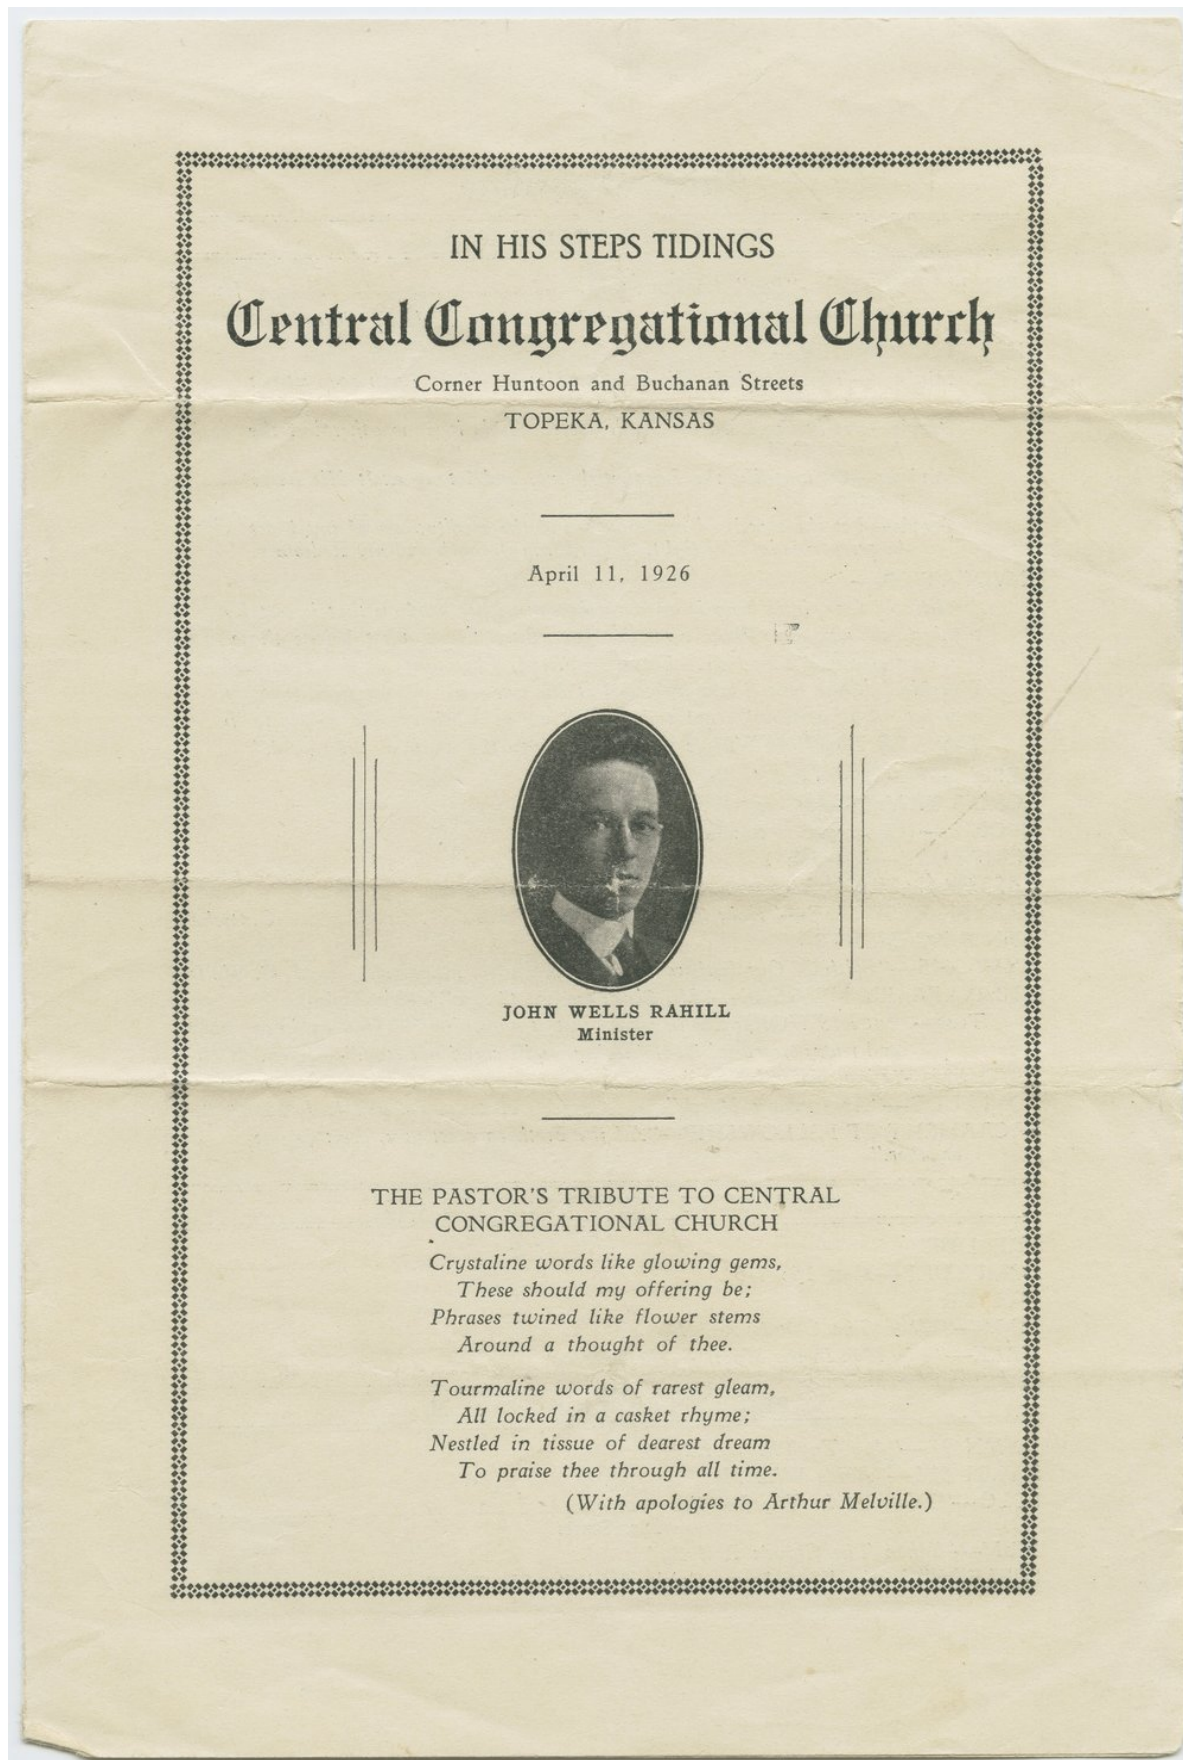 IN HIS STEPS TIDINGS
Central Congregational Church
Corner Huntoon and Buchanan Streets
TOPEKA, KANSAS
April 11, 1926
JOHN WELLS RAHILL
Minister
THE PASTOR'S TRIBUTE TO CENTRAL
CONGREGATIONAL CHURCH
Crystaline words like glowing gems,
These should my offering be;
Phrases twined like flower stems
Around a thought of thee.
Tourmaline words of rarest gleam,
All locked in a casket rhyme;
Nestled in tissue of dearest dream
To praise thee through all time.
(With apologies to Arthur Melville.)